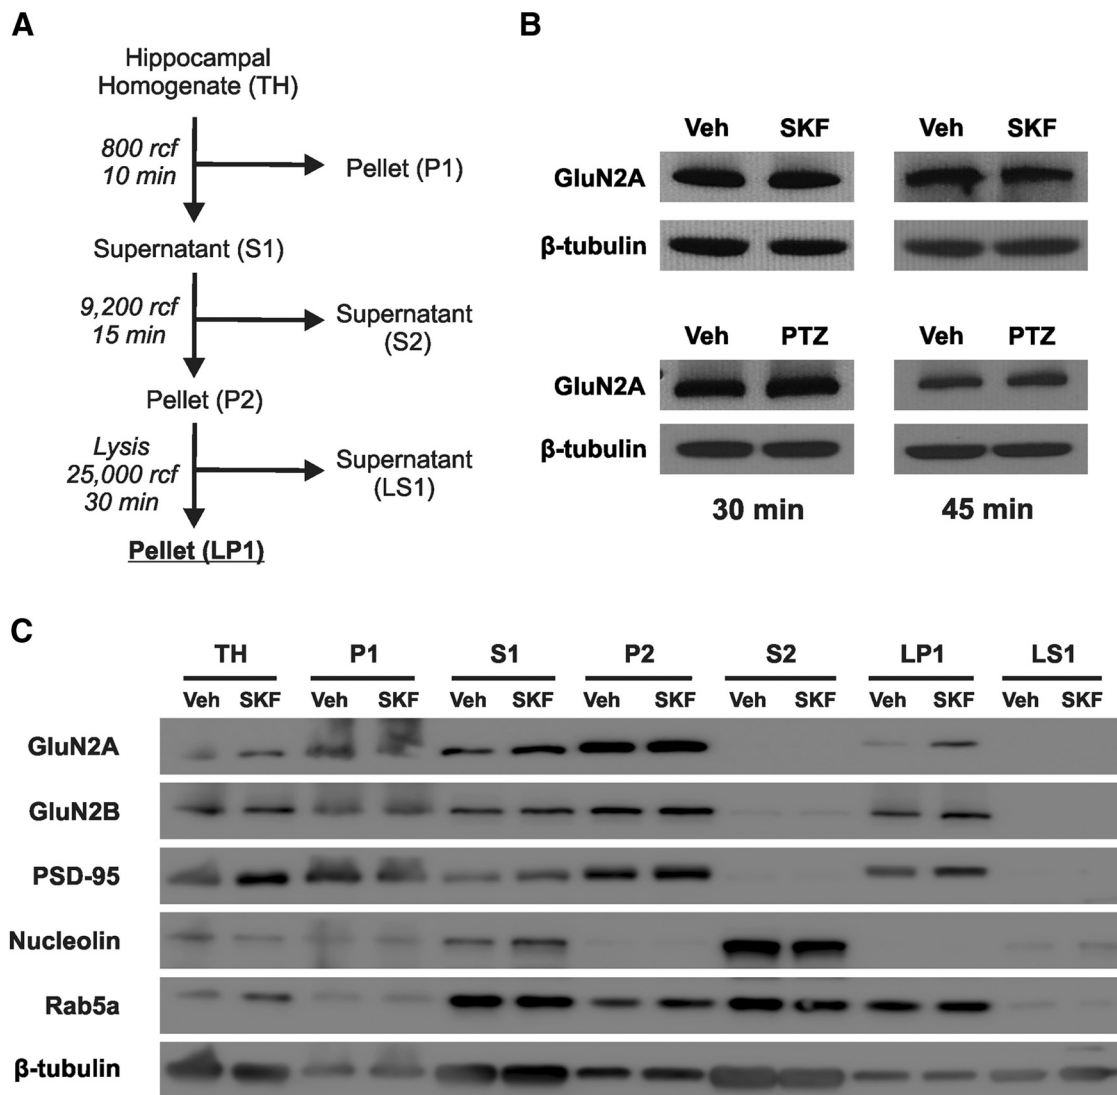 A
Hippocampal
Homogenate (TH)
800 rcf
10 min
Pellet (P1)
Supernatant (S1)
9,200 rcf
15 min
Supernatant
(S2)
Pellet (P2)
Lysis
25,000 rcf
30 min
Supernatant
(LS1)
Pellet (LP1)
B
Veh SKF Veh SKF
GluN2A
β-tubulin
Veh PTZ Veh PTZ
GluN2A
β-tubulin
30 min 45 min
C
TH P1 S1 P2 S2 LP1 LS1
Veh SKF Veh SKF Veh SKF Veh SKF Veh SKF Veh SKF Veh SKF
GluN2A
GluN2B
PSD-95
Nucleolin
Rab5a
β-tubulin